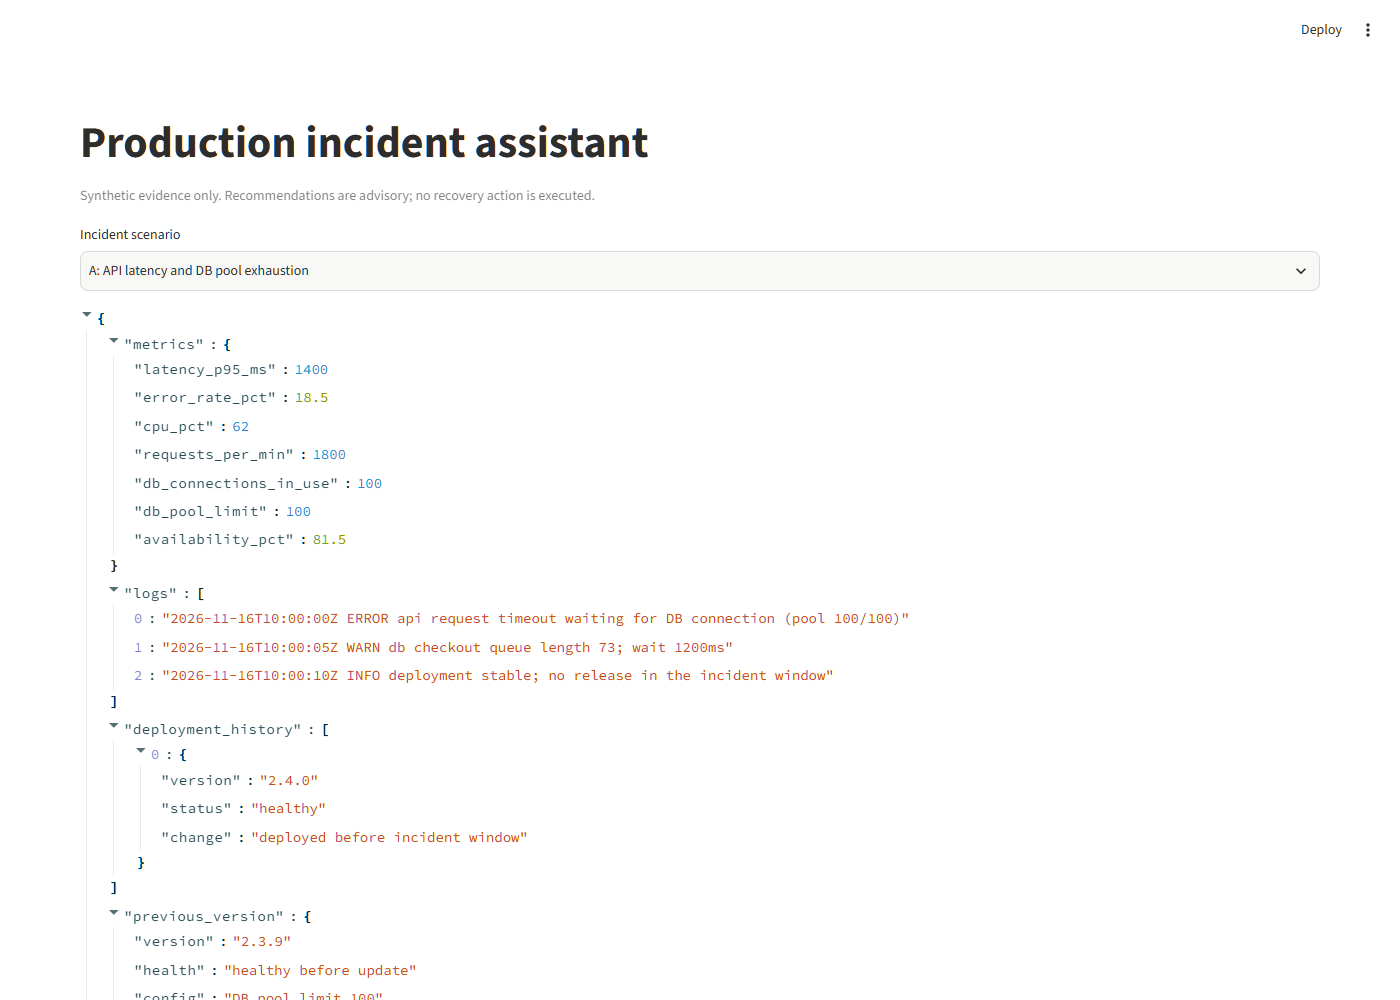 Deploy
Production incident assistant
Synthetic evidence only. Recommendations are advisory; no recovery action is executed.
Incident scenario
A: API latency and DB pool exhaustion
{
"metrics" : {
"latency_p95_ms" : 1400
"error_rate_pct" : 18.5
"cpu_pct" : 62
"requests_per_min" : 1800
"db_connections_in_use" : 100
"db_pool_limit" : 100
"availability_pct" : 81.5
}
"logs" : [
0 : "2026-11-16T10:00:00Z ERROR api request timeout waiting for DB connection (pool 100/100)"
1 : "2026-11-16T10:00:05Z WARN db checkout queue length 73; wait 1200ms"
2 : "2026-11-16T10:00:10Z INFO deployment stable; no release in the incident window"
]
"deployment_history" : [
0 : {
"version" : "2.4.0"
"status" : "healthy"
"change" : "deployed before incident window"
}
]
"previous_version" : {
"version" : "2.3.9"
"health" : "healthy before update"
"config" : "DB pool limit 100"